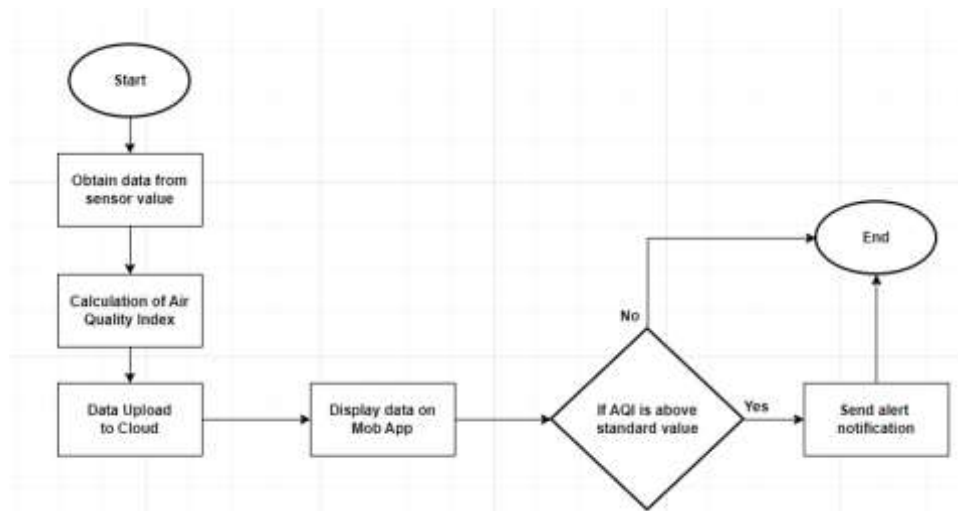 Start
Obtain data from
sensor value
Calculation of Air
Quality Index
Data Upload
to Cloud
Display data on
Mob App
If AQI is above
standard value
No
Yes
Send alert
notification
End